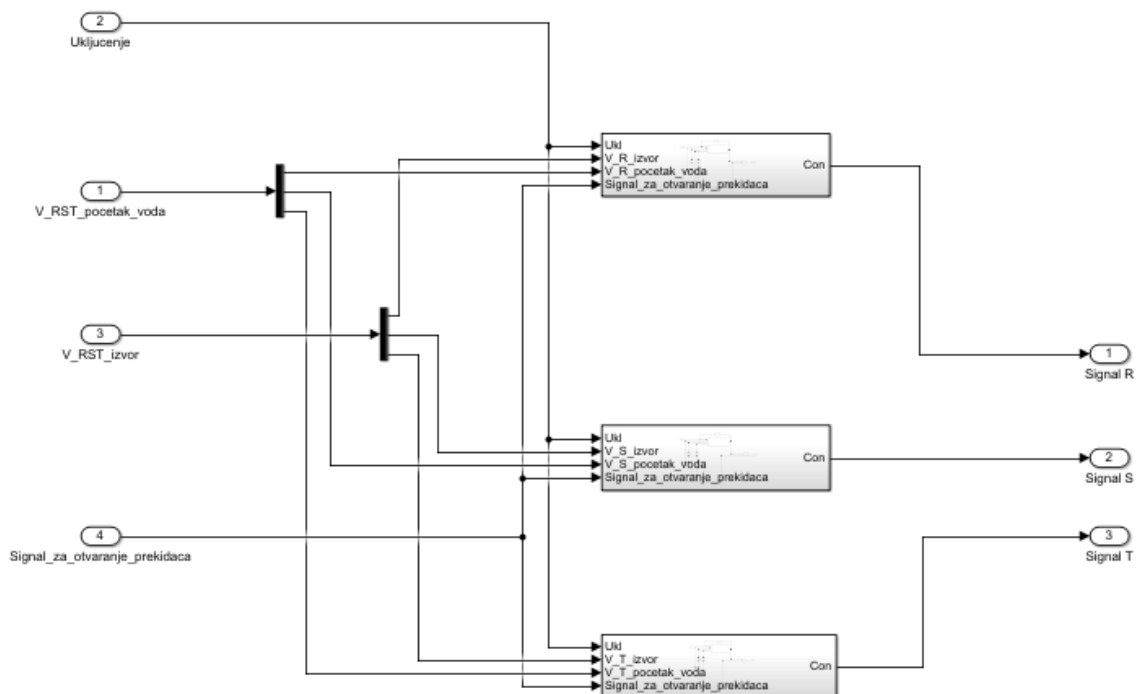 2
Ukljucenje
Ukl
V_R_izvor
V_R_pocetak_voda
Signal_za_otvaranje_prekidaca
Con
1
V_RST_pocetak_voda
3
V_RST_izvor
1
Signal R
Ukl
V_S_izvor
V_S_pocetak_voda
Signal_za_otvaranje_prekidaca
Con
2
Signal S
4
Signal_za_otvaranje_prekidaca
3
Signal T
Ukl
V_T_izvor
V_T_pocetak_voda
Signal_za_otvaranje_prekidaca
Con